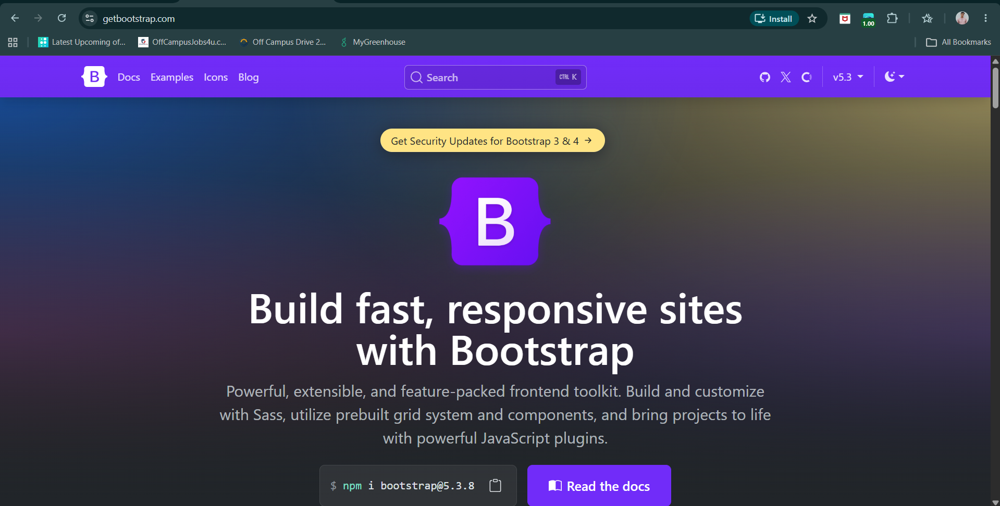 getbootstrap.com
Install
1.00
Latest Upcoming of...
OffCampusJobs4u.c...
Off Campus Drive 2...
MyGreenhouse
All Bookmarks
B
Docs
Examples
Icons
Blog
Search
CTRL K
v5.3
Get Security Updates for Bootstrap 3 & 4 →
B
Build fast, responsive sites
with Bootstrap
Powerful, extensible, and feature-packed frontend toolkit. Build and customize
with Sass, utilize prebuilt grid system and components, and bring projects to life
with powerful JavaScript plugins.
$ npm i bootstrap@5.3.8
Read the docs